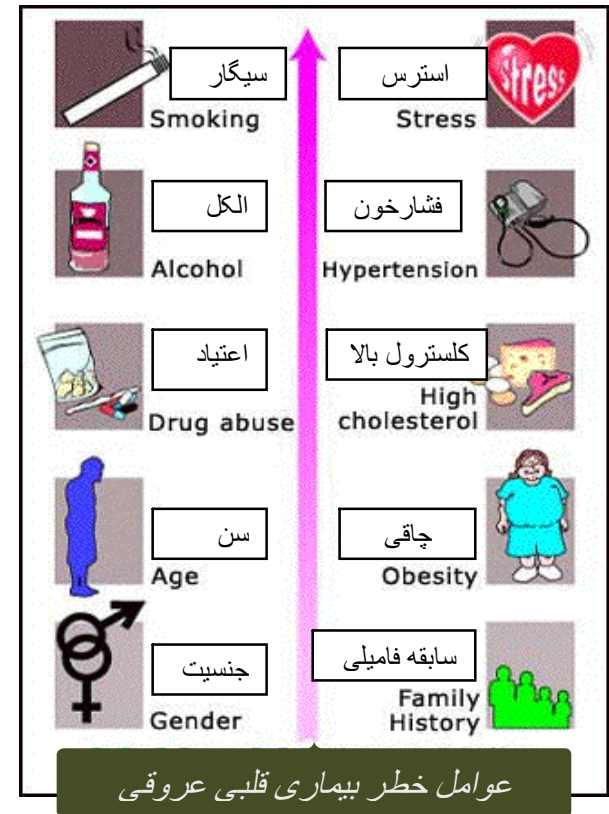 سیگار
Smoking
استرس
Stress
Stress
الکل
Alcohol
فشارخون
Hypertension
اعتیاد
Drug abuse
کلسترول بالا
High
cholesterol
سن
Age
چاقی
Obesity
جنسیت
Gender
سابقه فامیلی
Family
History
عوامل خطر بیماری قلبی عروقی